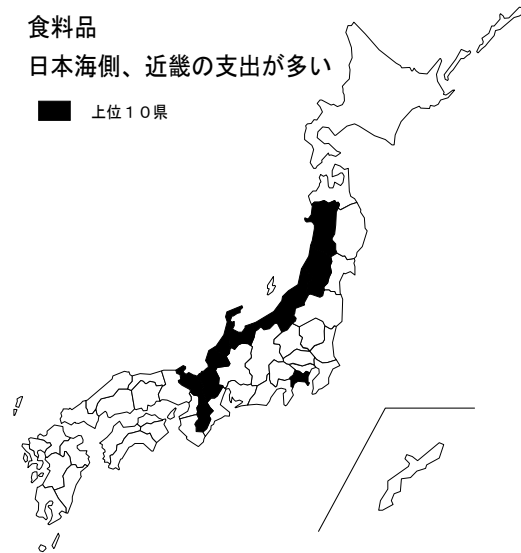 食料品
日本海側、近畿の支出が多い
上位１０県